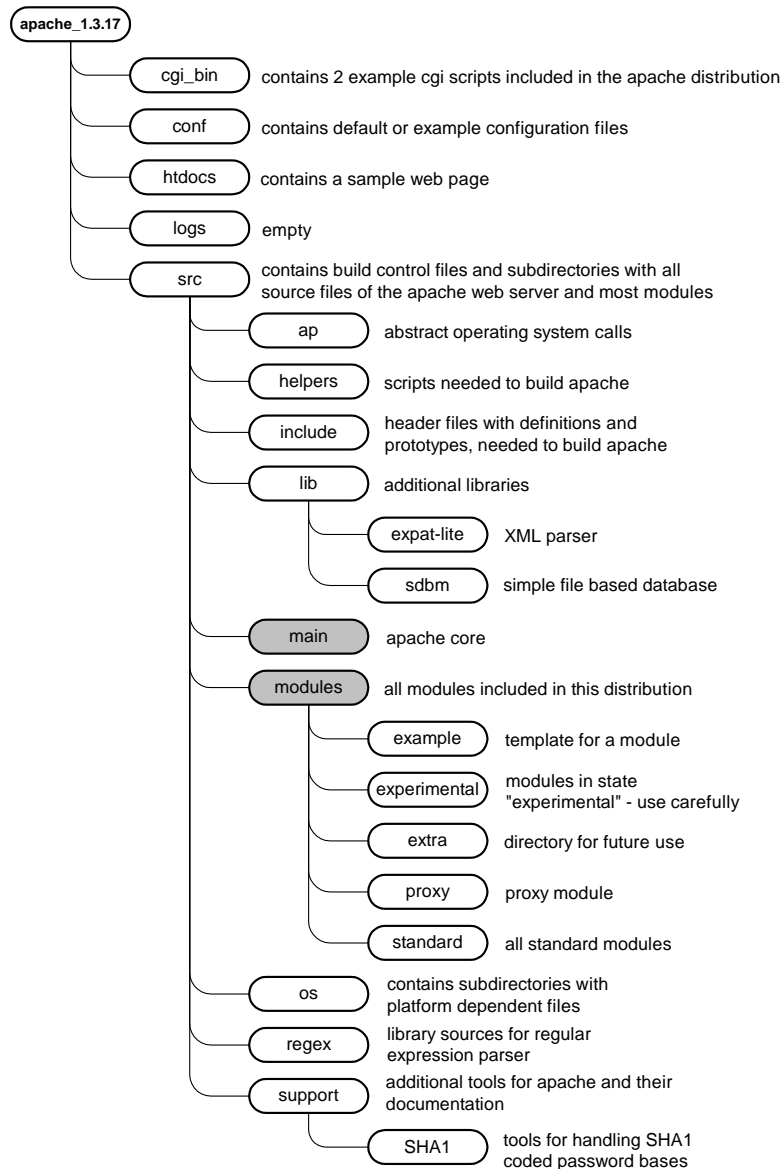 apache_1.3.17
cgi_bin contains 2 example cgi scripts included in the apache distribution
conf contains default or example configuration files
htdocs contains a sample web page
logs empty
src contains build control files and subdirectories with all
source files of the apache web server and most modules
ap abstract operating system calls
helpers scripts needed to build apache
include header files with definitions and
prototypes, needed to build apache
lib additional libraries
expat-lite XML parser
sdbm simple file based database
main apache core
modules all modules included in this distribution
example template for a module
experimental modules in state
"experimental" - use carefully
extra directory for future use
proxy proxy module
standard all standard modules
os contains subdirectories with
platform dependent files
regex library sources for regular
expression parser
support additional tools for apache and their
documentation
SHA1 tools for handling SHA1
coded password bases